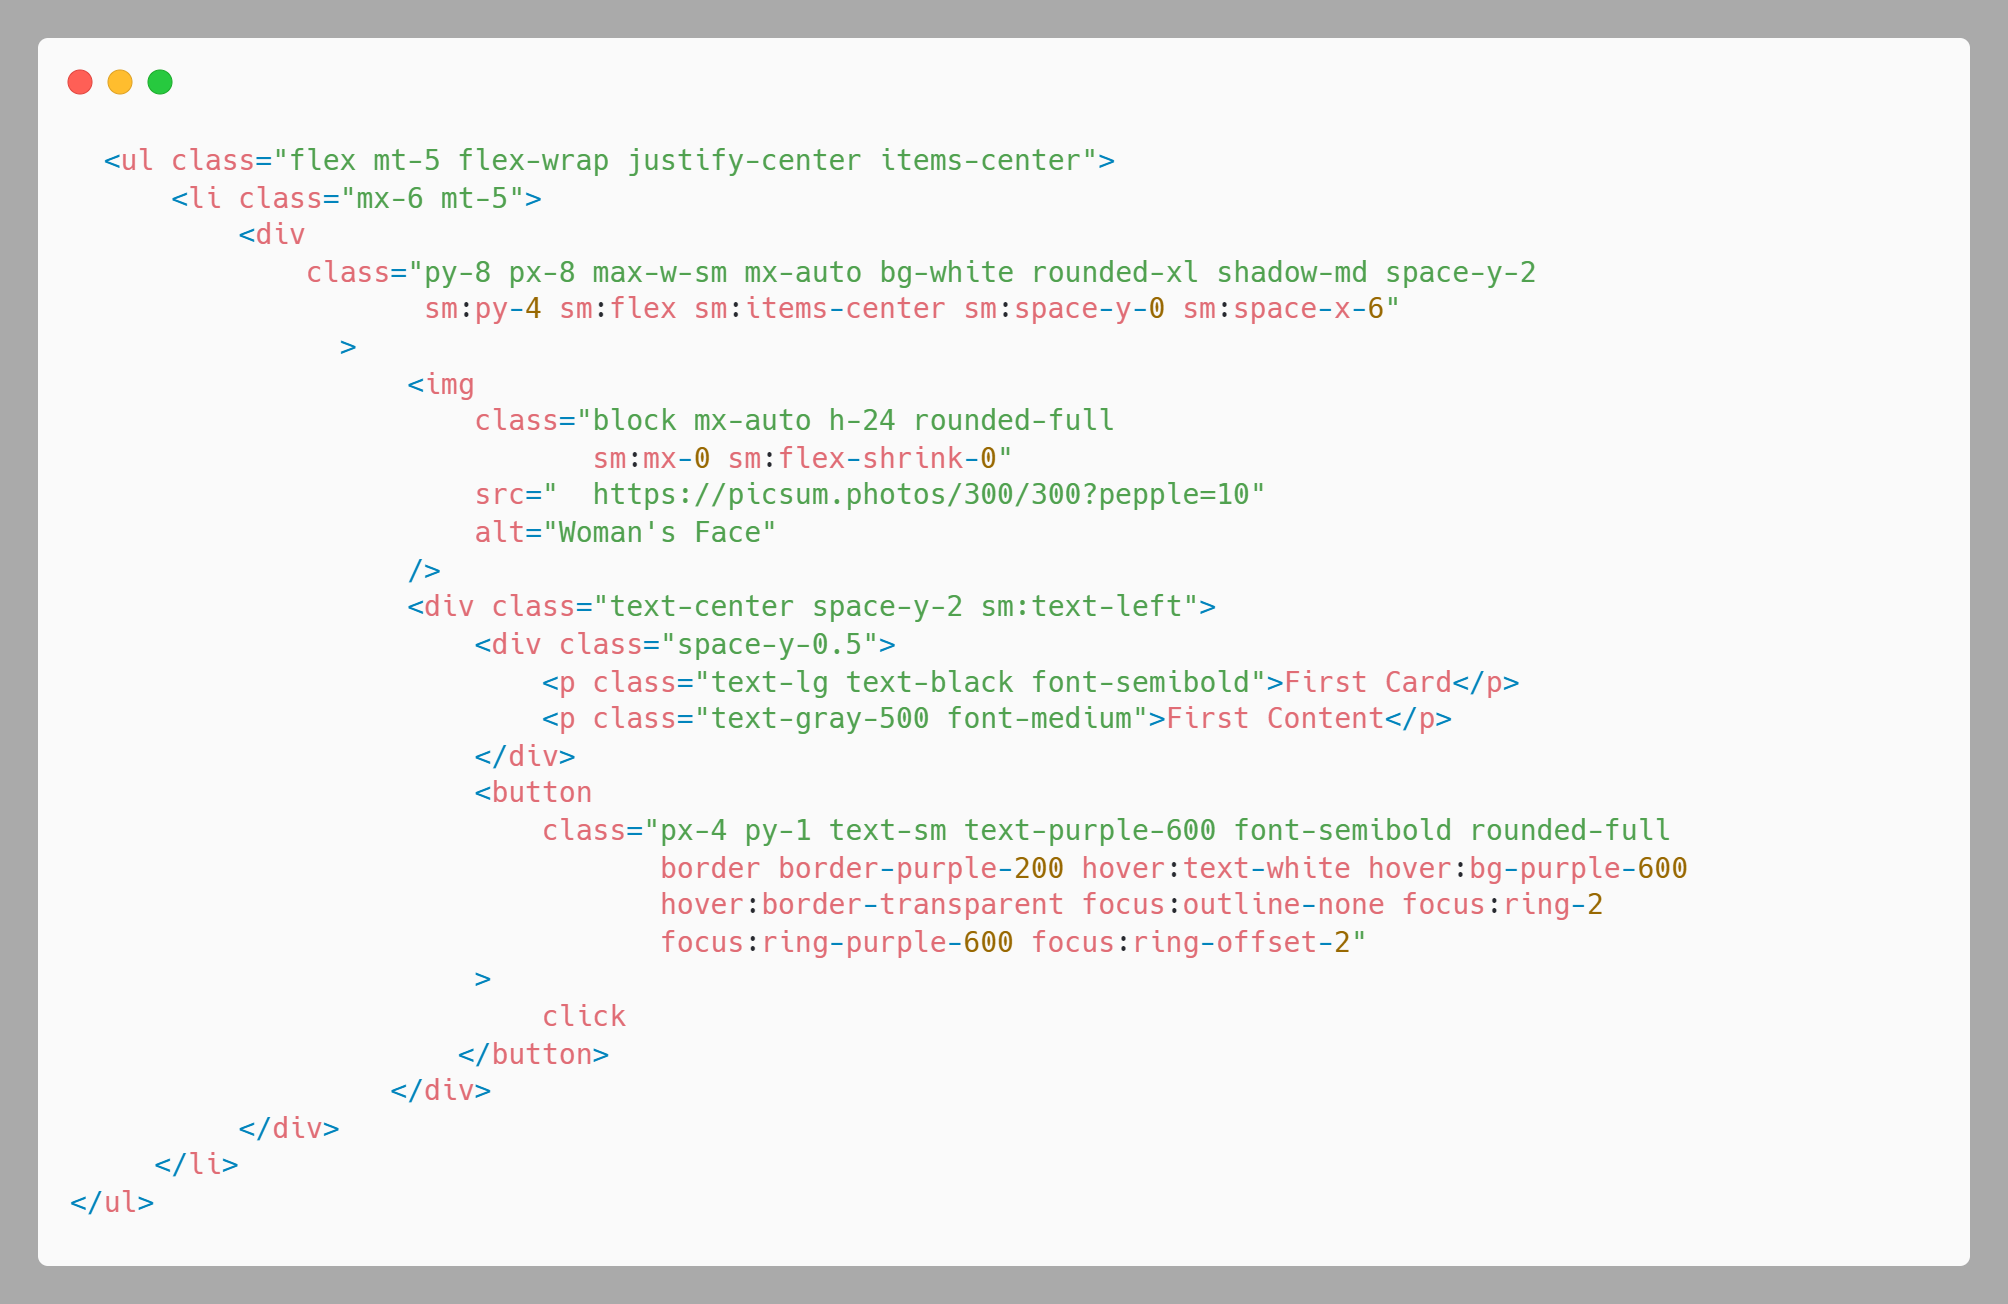 <ul class="flex mt-5 flex-wrap justify-center items-center">
<li class="mx-6 mt-5">
<div
class="py-8 px-8 max-w-sm mx-auto bg-white rounded-xl shadow-md space-y-2
sm:py-4 sm:flex sm:items-center sm:space-y-0 sm:space-x-6"
>
<img
class="block mx-auto h-24 rounded-full
sm:mx-0 sm:flex-shrink-0"
src="  https://picsum.photos/300/300?pepple=10"
alt="Woman's Face"
/>
<div class="text-center space-y-2 sm:text-left">
<div class="space-y-0.5">
<p class="text-lg text-black font-semibold">First Card</p>
<p class="text-gray-500 font-medium">First Content</p>
</div>
<button
class="px-4 py-1 text-sm text-purple-600 font-semibold rounded-full
border border-purple-200 hover:text-white hover:bg-purple-600
hover:border-transparent focus:outline-none focus:ring-2
focus:ring-purple-600 focus:ring-offset-2"
>
click
</button>
</div>
</div>
</li>
</ul>